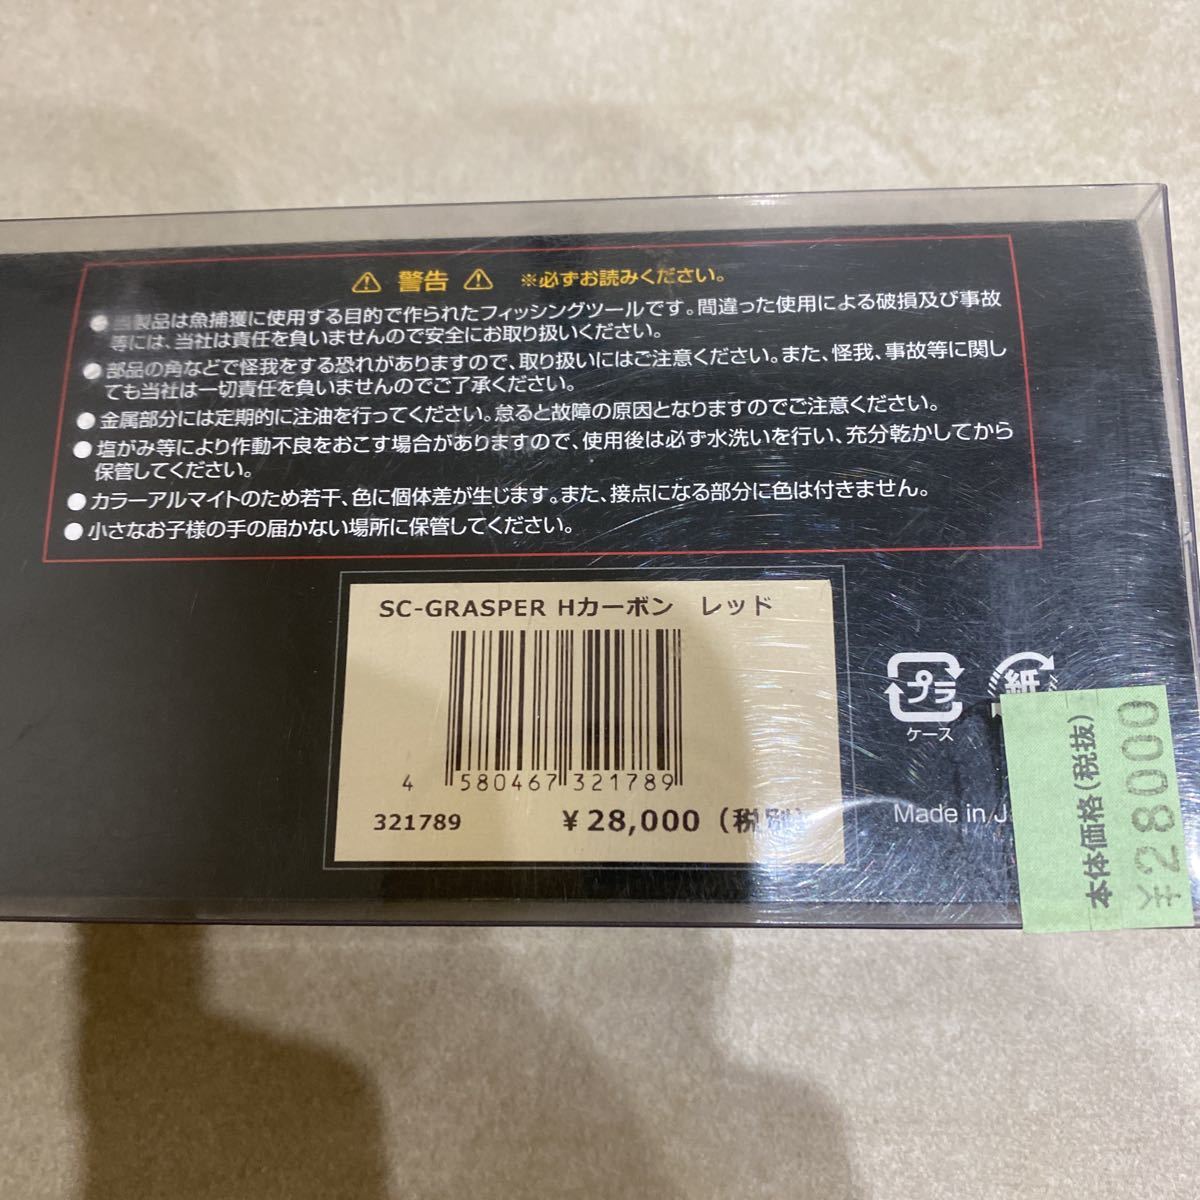 警告 ※必ずお読みください。
●当製品は魚捕獲に使用する目的で作られたフィッシングツールです。間違った使用による破損及び事故
等には、当社は責任を負いませんので安全にお取り扱いください。
●部品の角などで怪我をする恐れがありますので、取り扱いにはご注意ください。また、怪我、事故等に関し
ても当社は一切責任を負いませんのでご了承ください。
●金属部分には定期的に注油を行ってください。怠ると故障の原因となりますのでご注意ください。
●塩がみ等により作動不良をおこす場合がありますので、使用後は必ず水洗いを行い、充分乾かしてから
保管してください。
●カラーアルマイトのため若干、色に個体差が生じます。また、接点になる部分に色は付きません。
●小さなお子様の手の届かない場所に保管してください。
SC-GRASPER Hカーボン レッド
4 580467 321789
321789 ¥28,000（税別）
プラ
ケース
紙
Made in J
本体価格(税抜)
¥28000